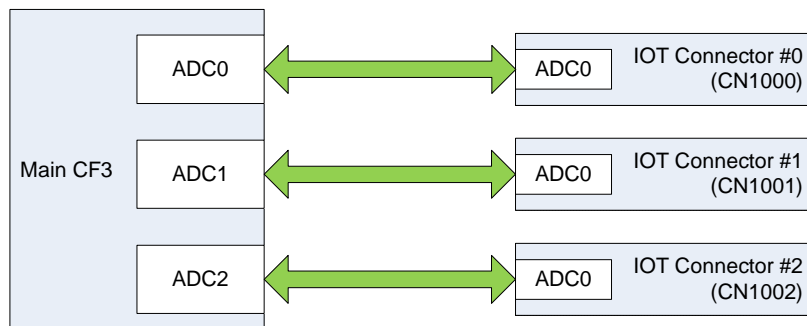 ADC0
ADC0
IOT Connector #0
(CN1000)
Main CF3
ADC1
ADC0
IOT Connector #1
(CN1001)
ADC2
ADC0
IOT Connector #2
(CN1002)